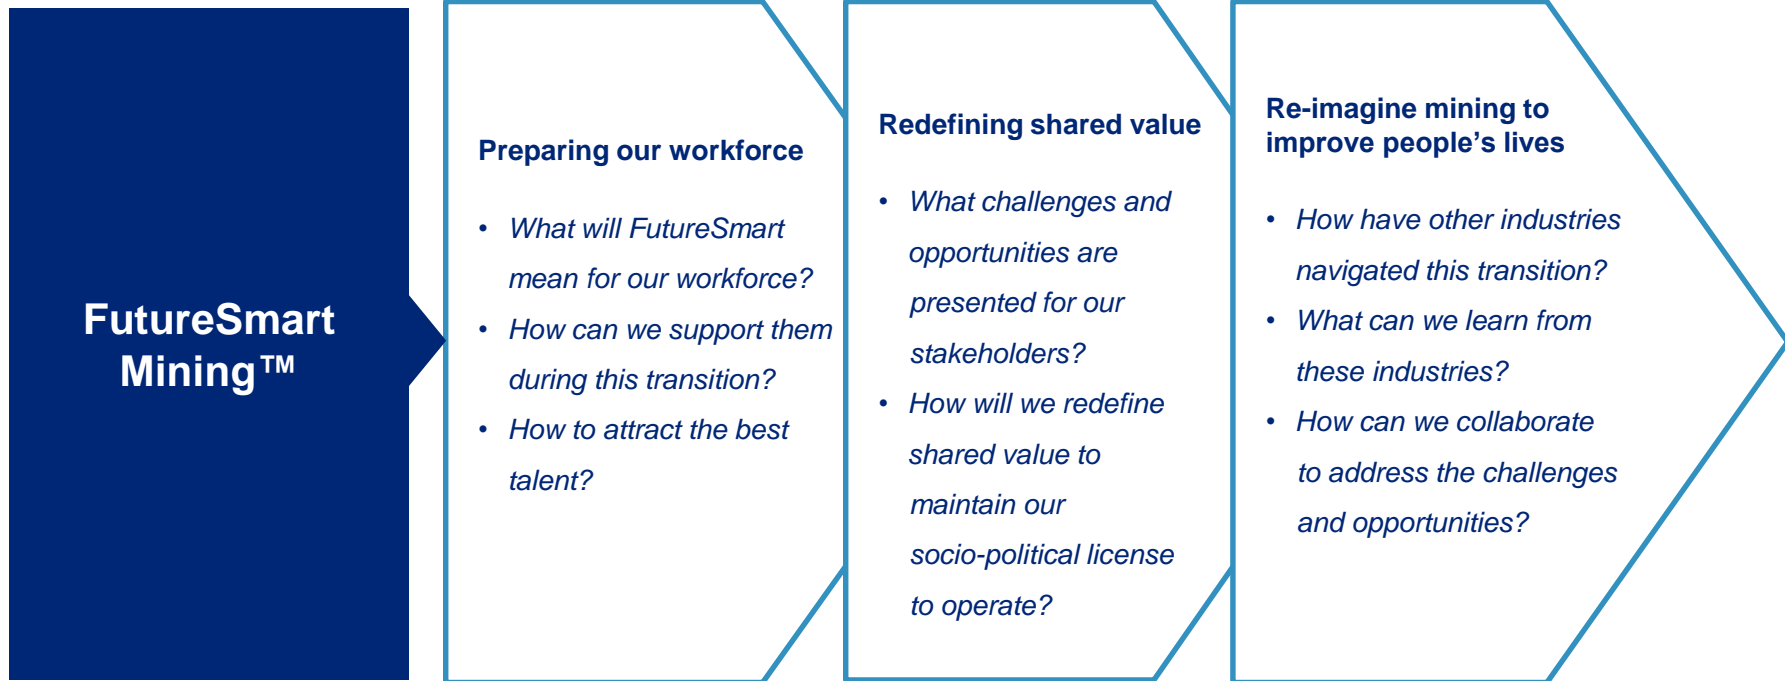 FutureSmart
Mining™
Preparing our workforce
• What will FutureSmart
mean for our workforce?
• How can we support them
during this transition?
• How to attract the best
talent?
Redefining shared value
• What challenges and
opportunities are
presented for our
stakeholders?
• How will we redefine
shared value to
maintain our
socio-political license
to operate?
Re-imagine mining to
improve people’s lives
• How have other industries
navigated this transition?
• What can we learn from
these industries?
• How can we collaborate
to address the challenges
and opportunities?